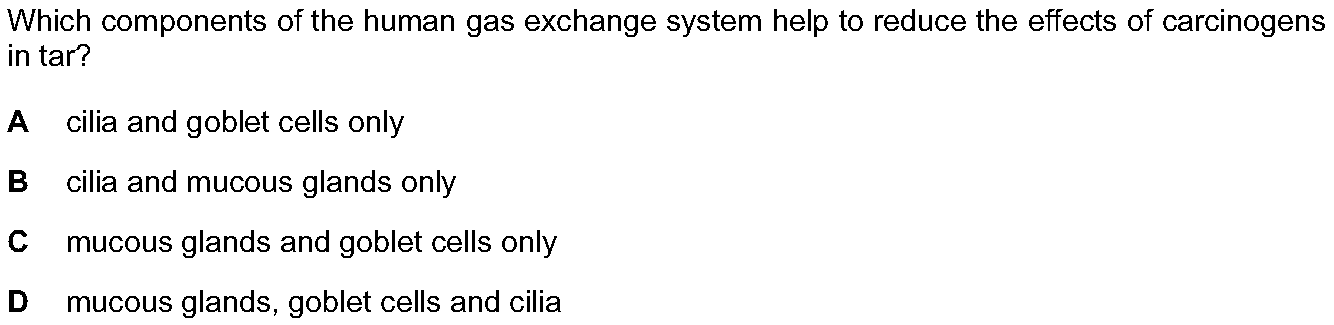 Which components of the human gas exchange system help to reduce the effects of carcinogens
in tar?
A cilia and goblet cells only
B cilia and mucous glands only
C mucous glands and goblet cells only
D mucous glands, goblet cells and cilia